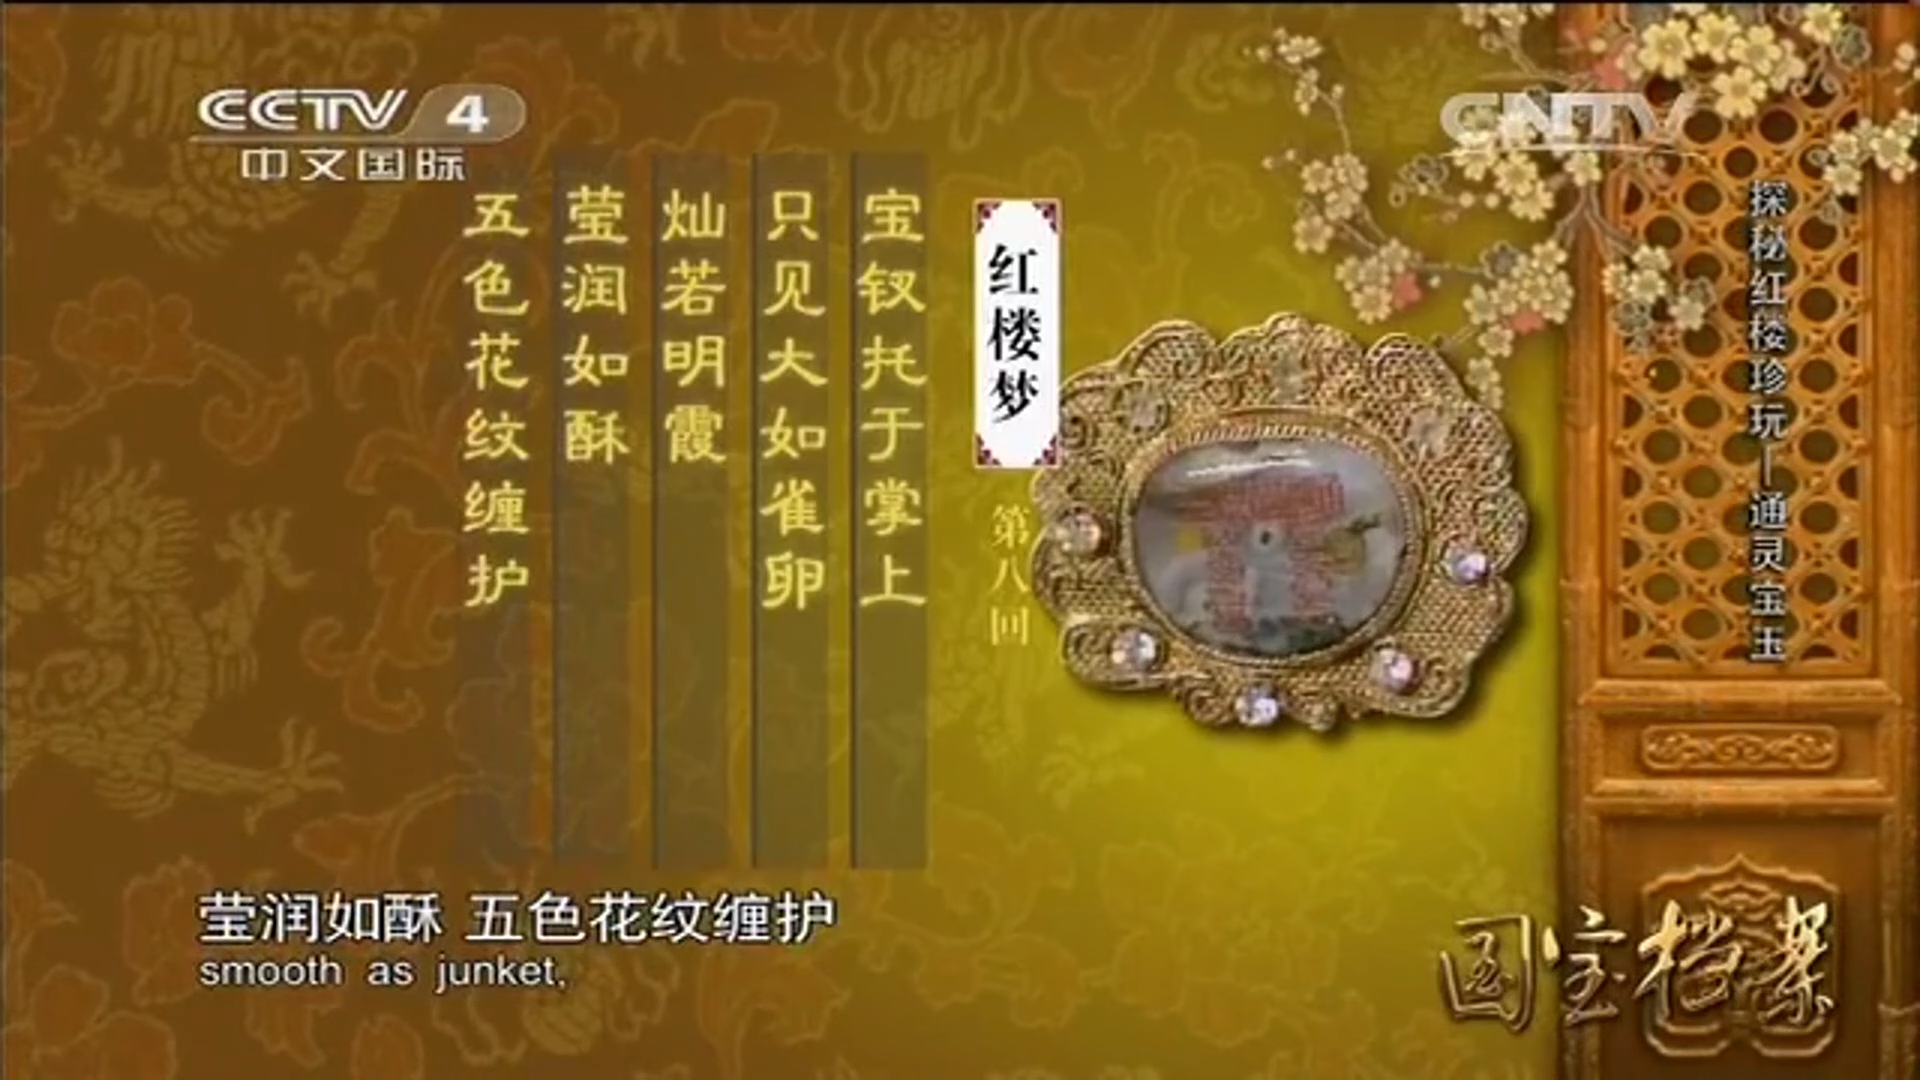 CCTV 4
中文国际
CNTV
探秘红楼珍玩—通灵宝玉
红楼梦
第八回
宝钗托于掌上
只见大如雀卵
灿若明霞
莹润如酥
五色花纹缠护
莹润如酥 五色花纹缠护
smooth as junket,
国宝档案